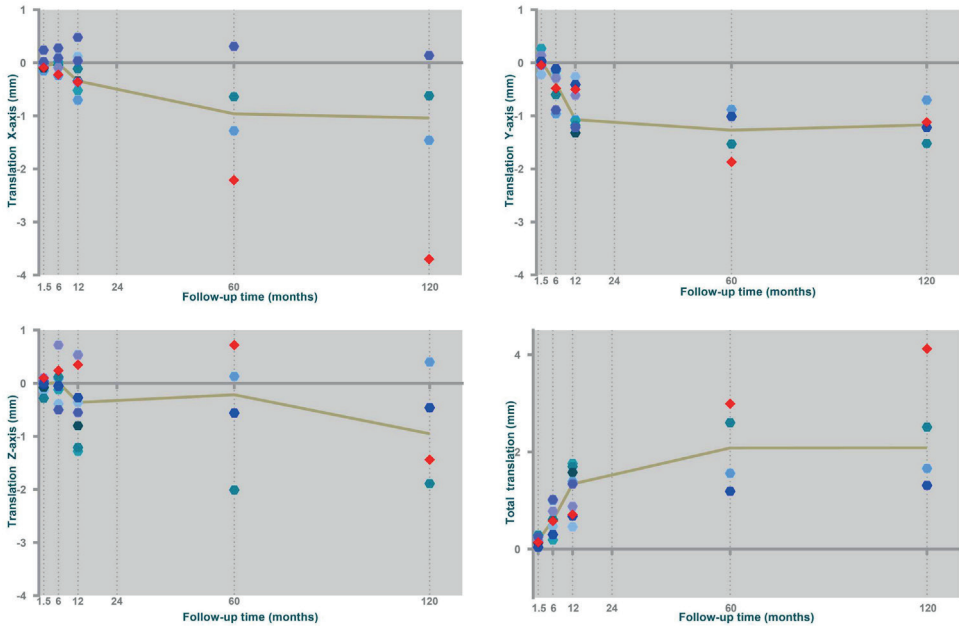 1
0
-1
-2
-3
-4
Translation X-axis (mm)
1.5 6 12 24 60 120
Follow-up time (months)
1
0
-1
-2
-3
-4
Translation Y-axis (mm)
1.5 6 12 24 60 120
Follow-up time (months)
1
0
-1
-2
-3
-4
Translation Z-axis (mm)
1.5 6 12 24 60 120
Follow-up time (months)
4
2
0
Total translation (mm)
1.5 6 12 24 60 120
Follow-up time (months)